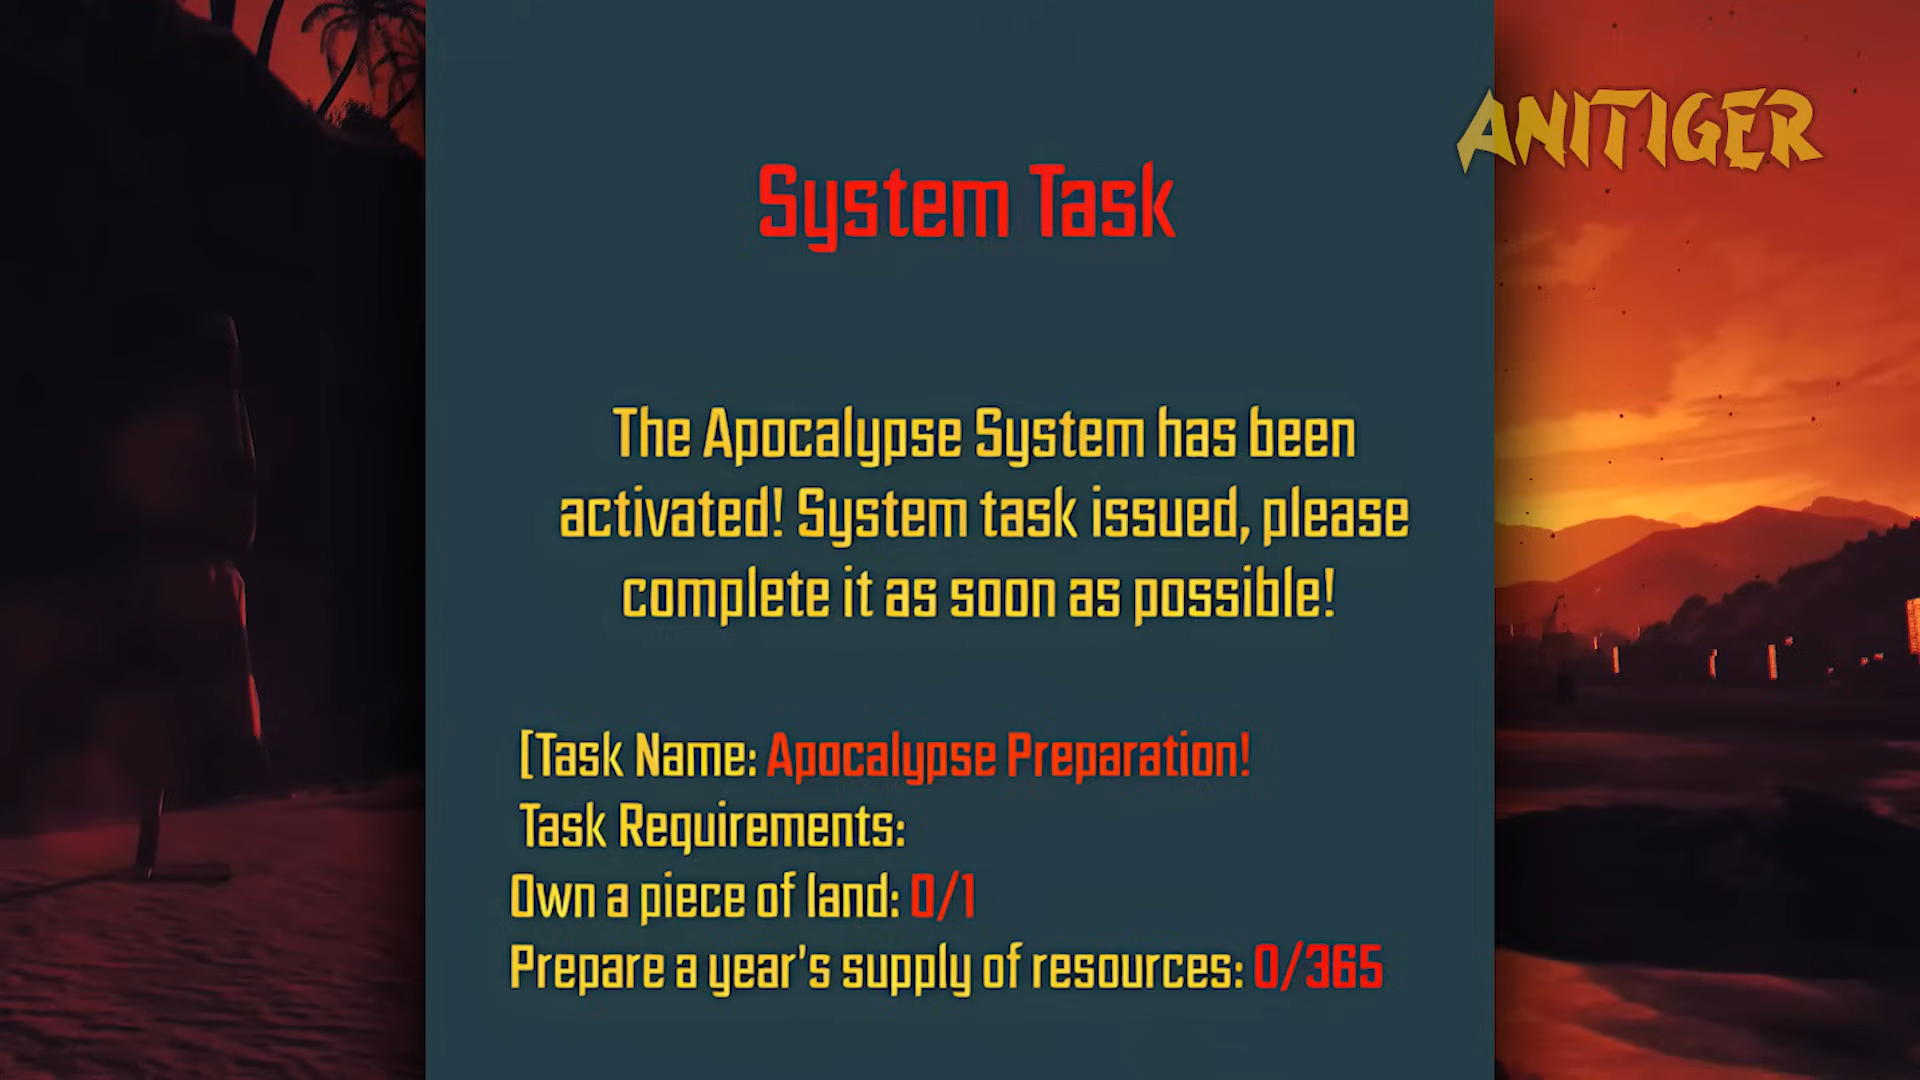 ANITIGER
System Task
The Apocalypse System has been
activated! System task issued, please
complete it as soon as possible!
[Task Name: Apocalypse Preparation!
Task Requirements:
Own a piece of land: 0/1
Prepare a year's supply of resources: 0/365